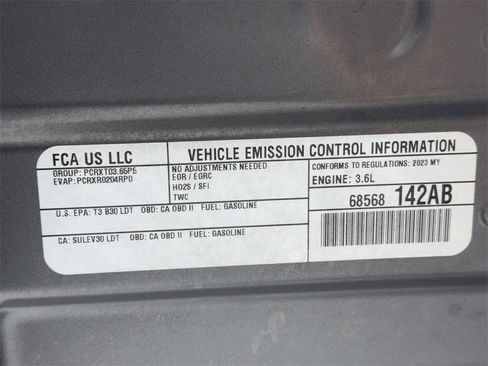 FCA US LLC
VEHICLE EMISSION CONTROL INFORMATION
GROUP: PCRXT03.65P5
EVAP: PCRXR0204RP0
NO ADJUSTMENTS NEEDED
EGR / EGRC
HO2S / SFI
TWC
CONFORMS TO REGULATIONS: 2023 MY
ENGINE: 3.6L
68568 142AB
U.S. EPA: T3 B30 LDT OBD: CA OBD II FUEL: GASOLINE
CA: SULEV30 LDT OBD: CA OBD II FUEL: GASOLINE